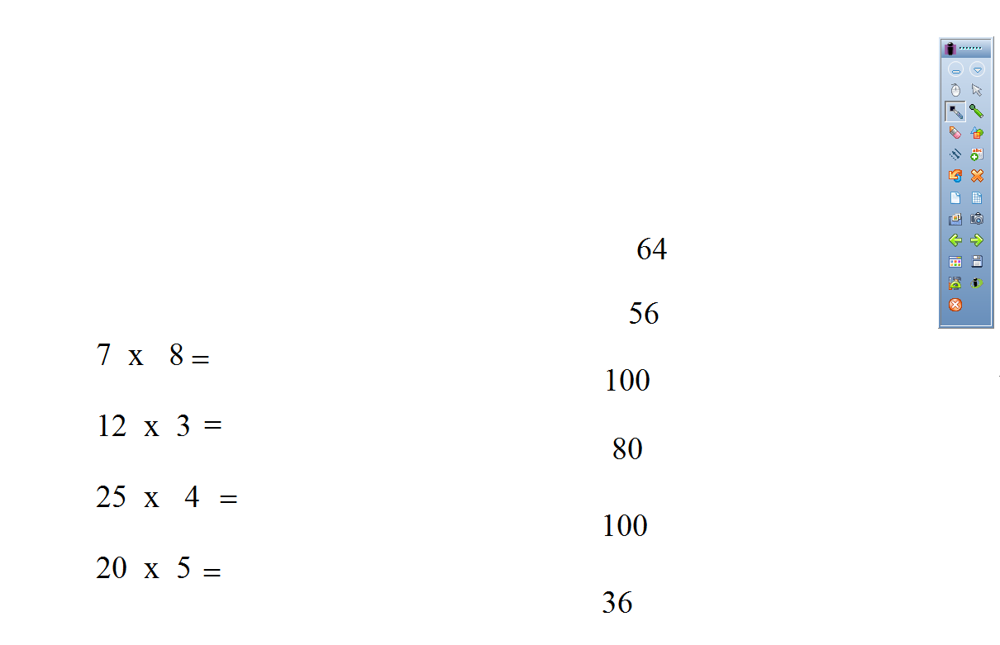 64
56
7 x 8 =
100
12 x 3 =
80
25 x 4 =
100
20 x 5 =
36